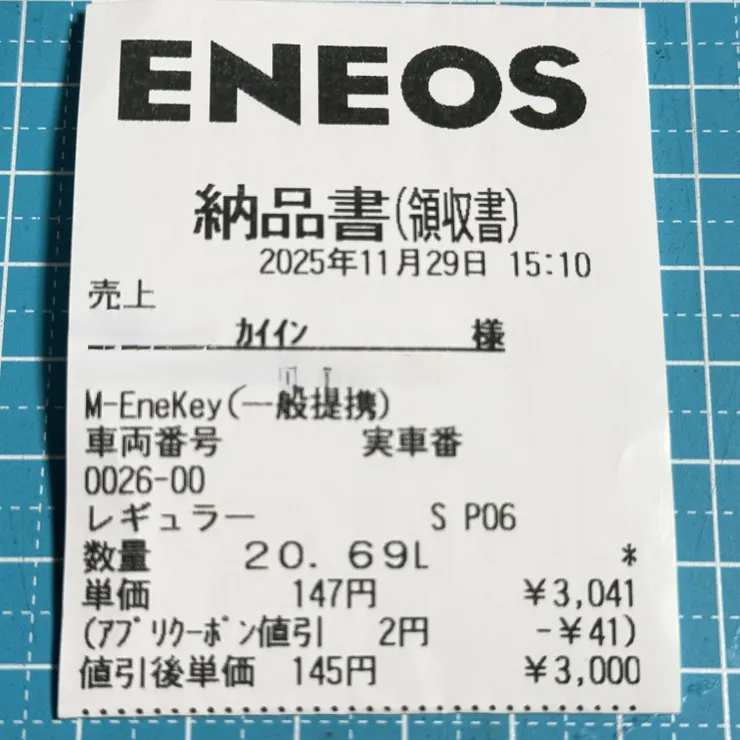 ENEOS
納品書(領収書)
2025年11月29日 15:10
売上
カイイン 様
M-EneKey(一般提携)
車両番号 実車番
0026-00
レギュラー S P06
数量 20.69L *
単価 147円 ¥3,041
(アプリクーポン値引 2円 -¥41)
値引後単価 145円 ¥3,000